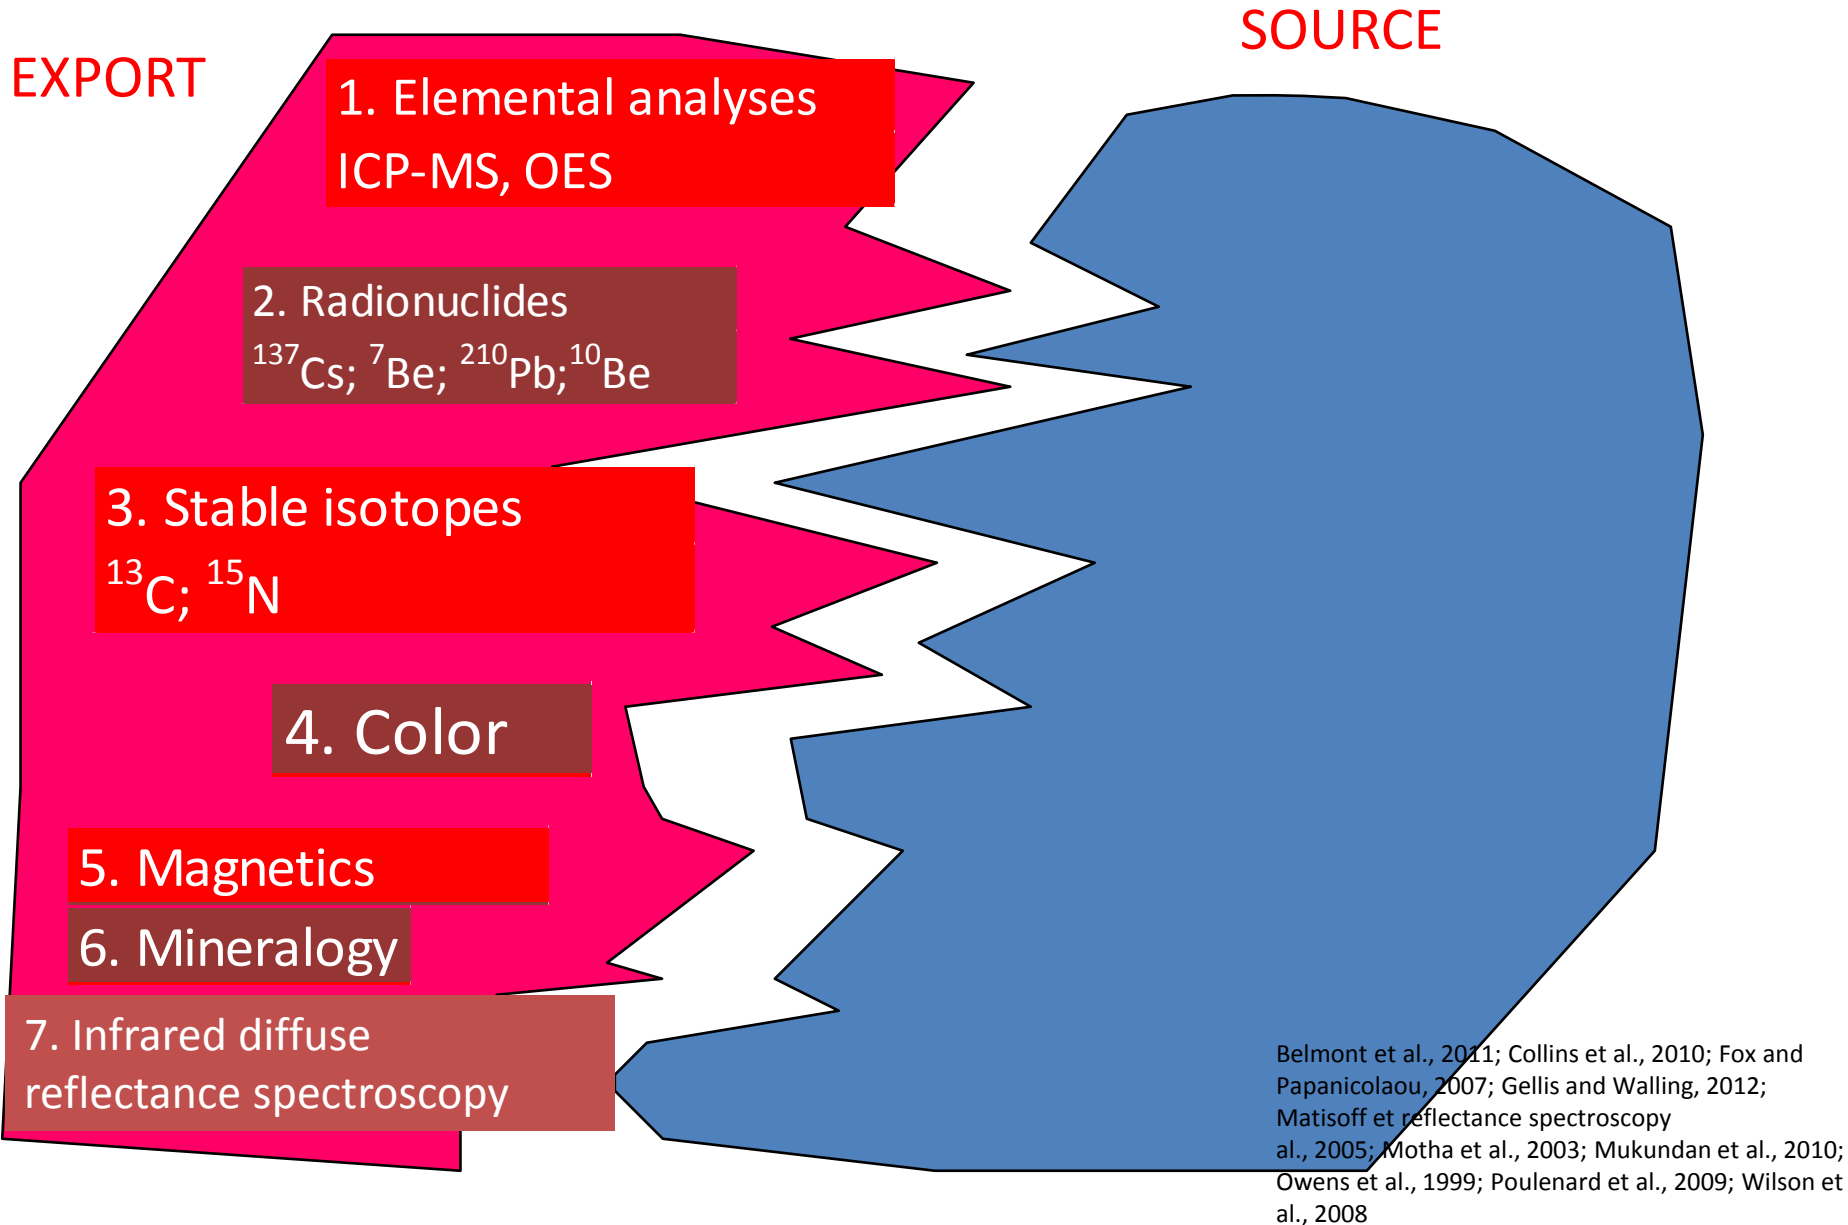 SOURCE
EXPORT
1. Elemental analyses
ICP-MS, OES
2. Radionuclides
¹³⁷Cs; ⁷Be; ²¹⁰Pb;¹⁰Be
3. Stable isotopes
¹³C; ¹⁵N
4. Color
5. Magnetics
6. Mineralogy
7. Infrared diffuse
reflectance spectroscopy
Belmont et al., 2011; Collins et al., 2010; Fox and
Papanicolaou, 2007; Gellis and Walling, 2012;
Matisoff et reflectance spectroscopy
al., 2005; Motha et al., 2003; Mukundan et al., 2010;
Owens et al., 1999; Poulenard et al., 2009; Wilson et
al., 2008